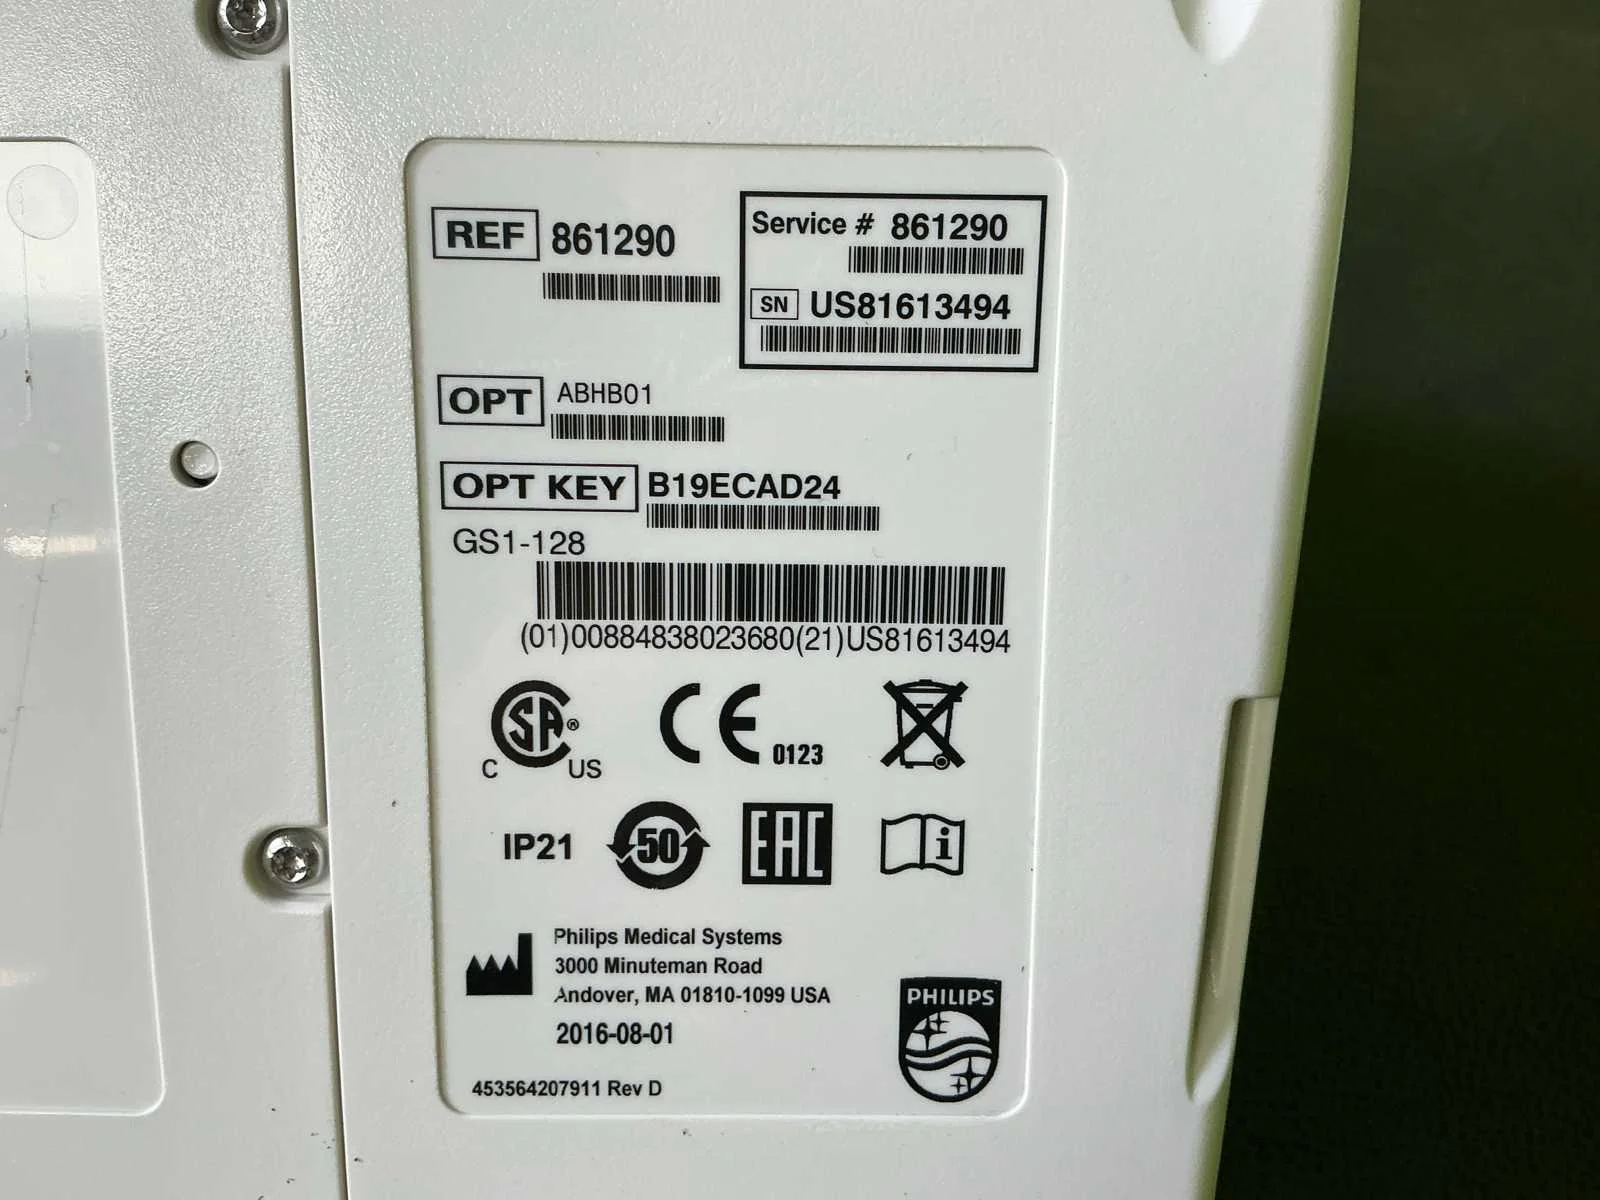 REF 861290
Service # 861290
SN US81613494
OPT ABHB01
OPT KEY B19ECAD24
GS1-128
(01)00884838023680(21)US81613494
CSA®
C US
CE 0123
IP21 50 EAC i
Philips Medical Systems
3000 Minuteman Road
Andover, MA 01810-1099 USA
2016-08-01
PHILIPS
453564207911 Rev D